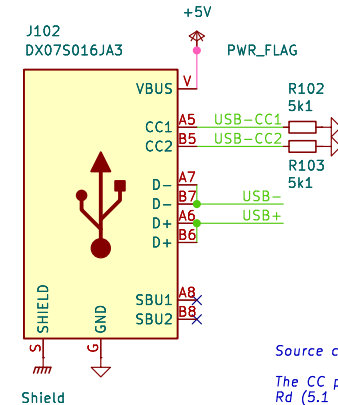 +5V
J102
DX07S016JA3
PWR_FLAG
VBUS V
R102
5k1
CC1 A5 USB-CC1
CC2 B5 USB-CC2
R103
5k1
D- A7
D- B7 USB-
D+ A6 USB+
D+ B6
SBU1 A8
SBU2 B8
SHIELD
GND
S
G
Source c
The CC p
Rd (5.1
Shield